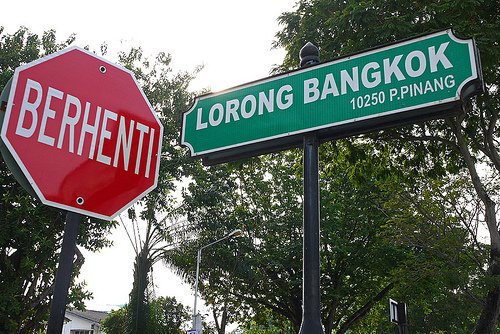 BERHENTI
LORONG BANGKOK
10250 P.PINANG